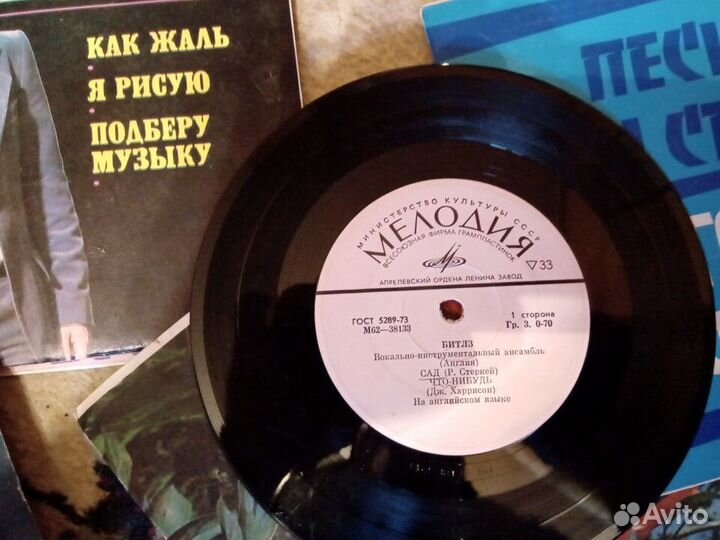 КАК ЖАЛЬ
Я РИСУЮ
ПОДБЕРУ
МУЗЫКУ
МИНИСТЕРСТВО КУЛЬТУРЫ СССР
МЕЛОДИЯ
ВСЕСОЮЗНАЯ ФИРМА ГРАМПЛАСТИНОК
33
АПРЕЛЕВСКИЙ ОРДЕНА ЛЕНИНА ЗАВОД
ГОСТ 5289-73
М62—38133
1 сторона
Гр. 3. 0-70
БИТЛЗ
Вокально-инструментальный ансамбль
(Англия)
САД (Р. Стеркей)
ЧТО-НИБУДЬ
(Дж. Харрисон)
На английском языке
Avito